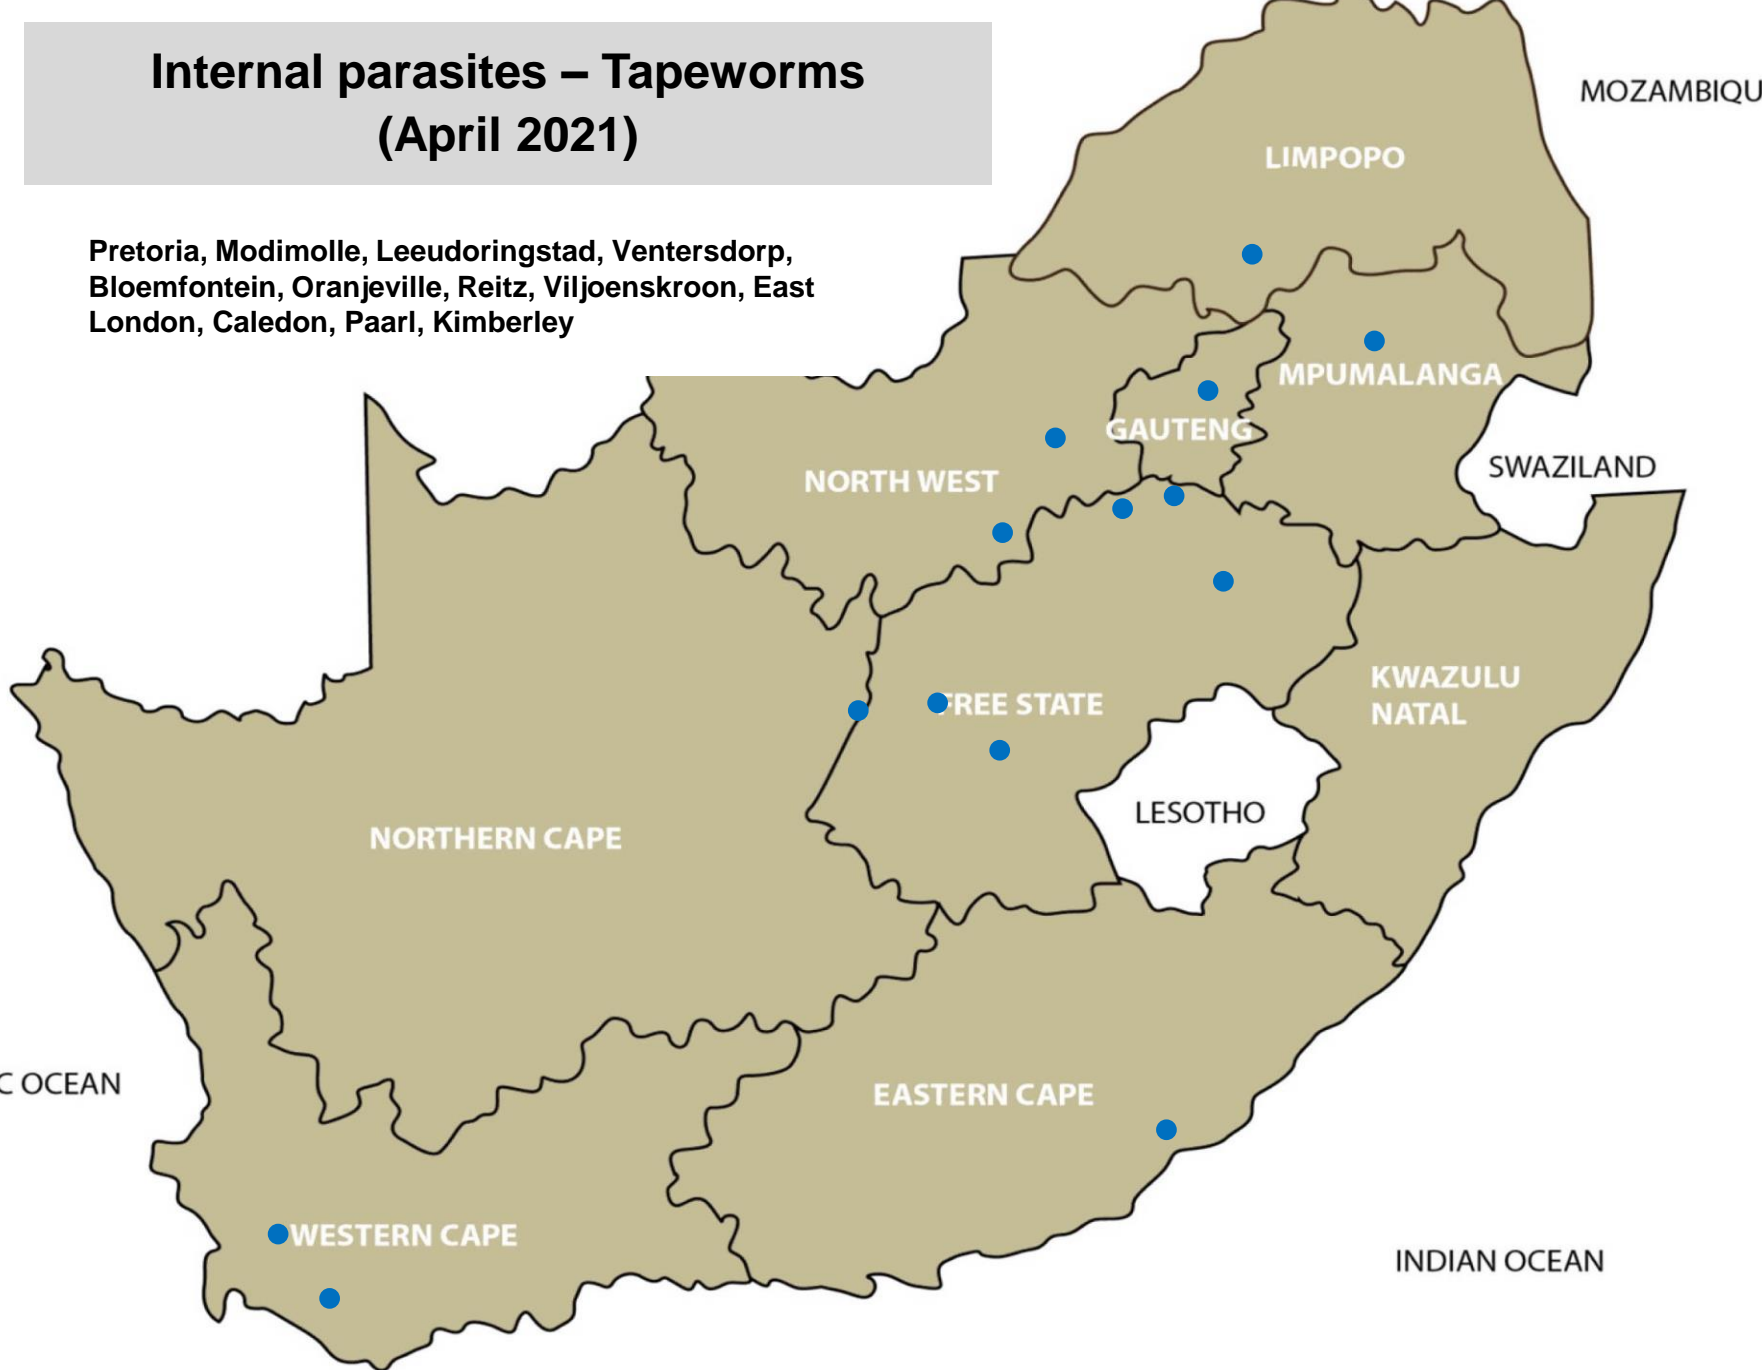 Internal parasites – Tapeworms
(April 2021)
Pretoria, Modimolle, Leeudoringstad, Ventersdorp,
Bloemfontein, Oranjeville, Reitz, Viljoenskroon, East
London, Caledon, Paarl, Kimberley
MOZAMBIQU
LIMPOPO
MPUMALANGA
GAUTENG
SWAZILAND
NORTH WEST
KWAZULU
NATAL
FREE STATE
LESOTHO
NORTHERN CAPE
C OCEAN
EASTERN CAPE
WESTERN CAPE
INDIAN OCEAN